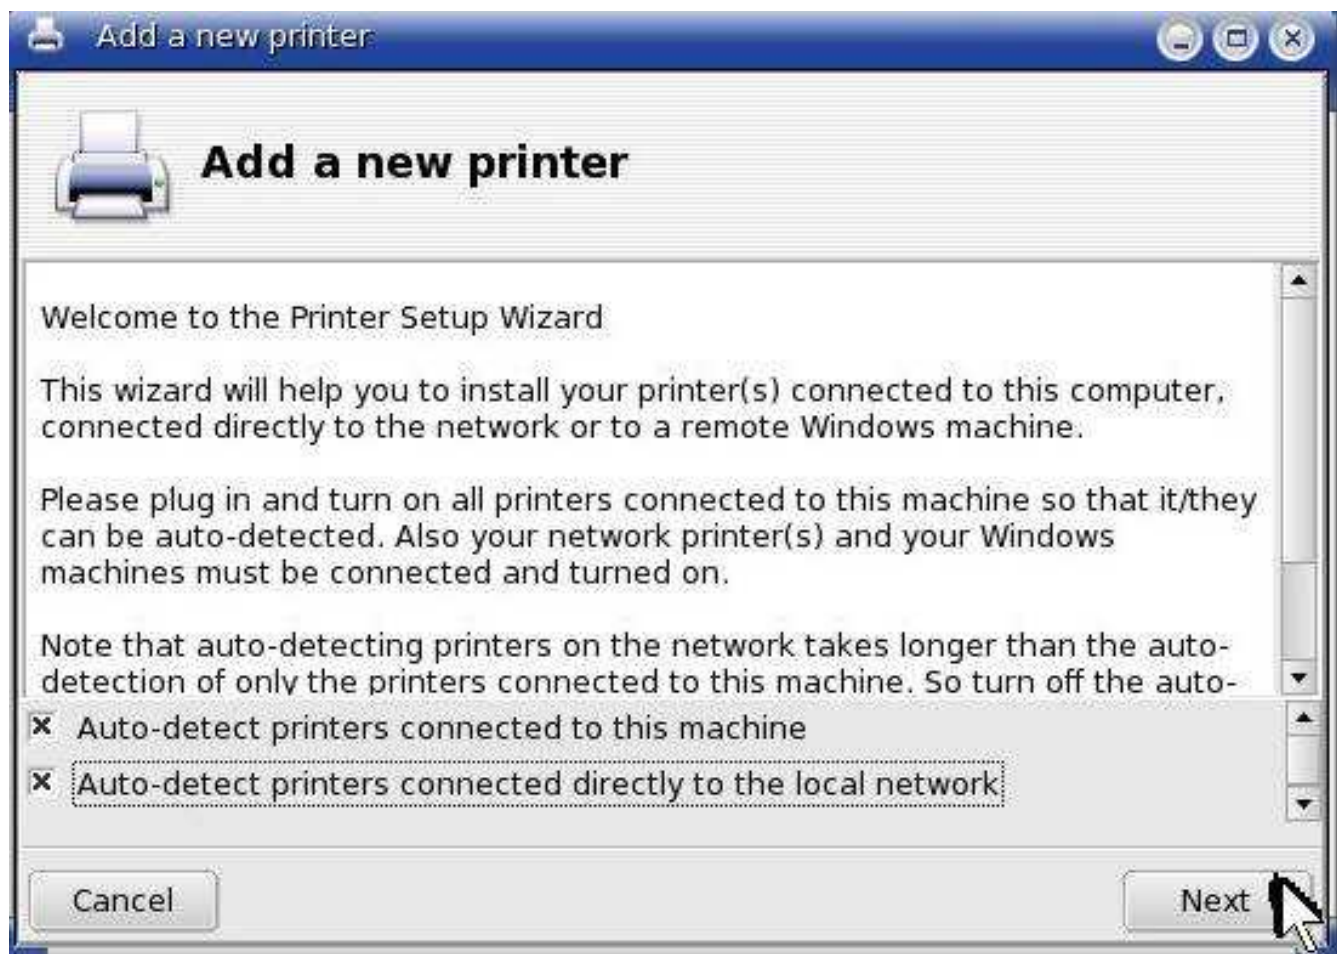 Add a new printer
Add a new printer
Welcome to the Printer Setup Wizard
This wizard will help you to install your printer(s) connected to this computer,
connected directly to the network or to a remote Windows machine.
Please plug in and turn on all printers connected to this machine so that it/they
can be auto-detected. Also your network printer(s) and your Windows
machines must be connected and turned on.
Note that auto-detecting printers on the network takes longer than the auto-
detection of only the printers connected to this machine. So turn off the auto-
Auto-detect printers connected to this machine
Auto-detect printers connected directly to the local network
Cancel
Next